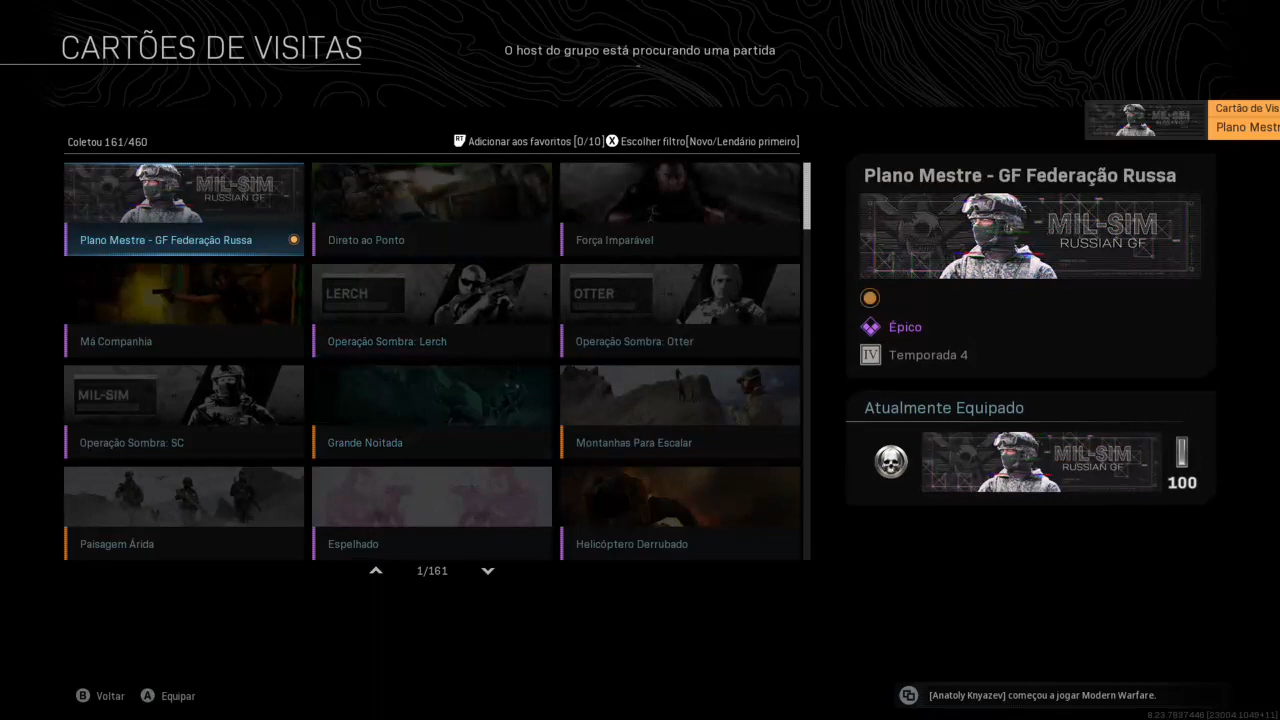 CARTÕES DE VISITAS
O host do grupo está procurando uma partida
Cartão de Vis
Plano Mestr
Coletou 161/460
RT Adicionar aos favoritos [0/10] X Escolher filtro[Novo/Lendário primeiro]
MIL-SIM
RUSSIAN GF
Plano Mestre - GF Federação Russa
Direto ao Ponto
Força Imparável
Má Companhia
LERCH
Operação Sombra: Lerch
OTTER
Operação Sombra: Otter
MIL-SIM
Operação Sombra: SC
Grande Noitada
Montanhas Para Escalar
Paisagem Árida
Espelhado
Helicóptero Derrubado
1/161
Plano Mestre - GF Federação Russa
MIL-SIM
RUSSIAN GF
Épico
IV Temporada 4
Atualmente Equipado
MIL-SIM
RUSSIAN GF
100
B Voltar A Equipar
[Anatoly Knyazev] começou a jogar Modern Warfare.